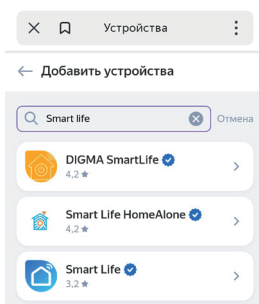 Устройства
Добавить устройства
Smart life
Отмена
DIGMA SmartLife
4,2 ★
Smart Life HomeAlone
4,2 ★
Smart Life
3,2 ★